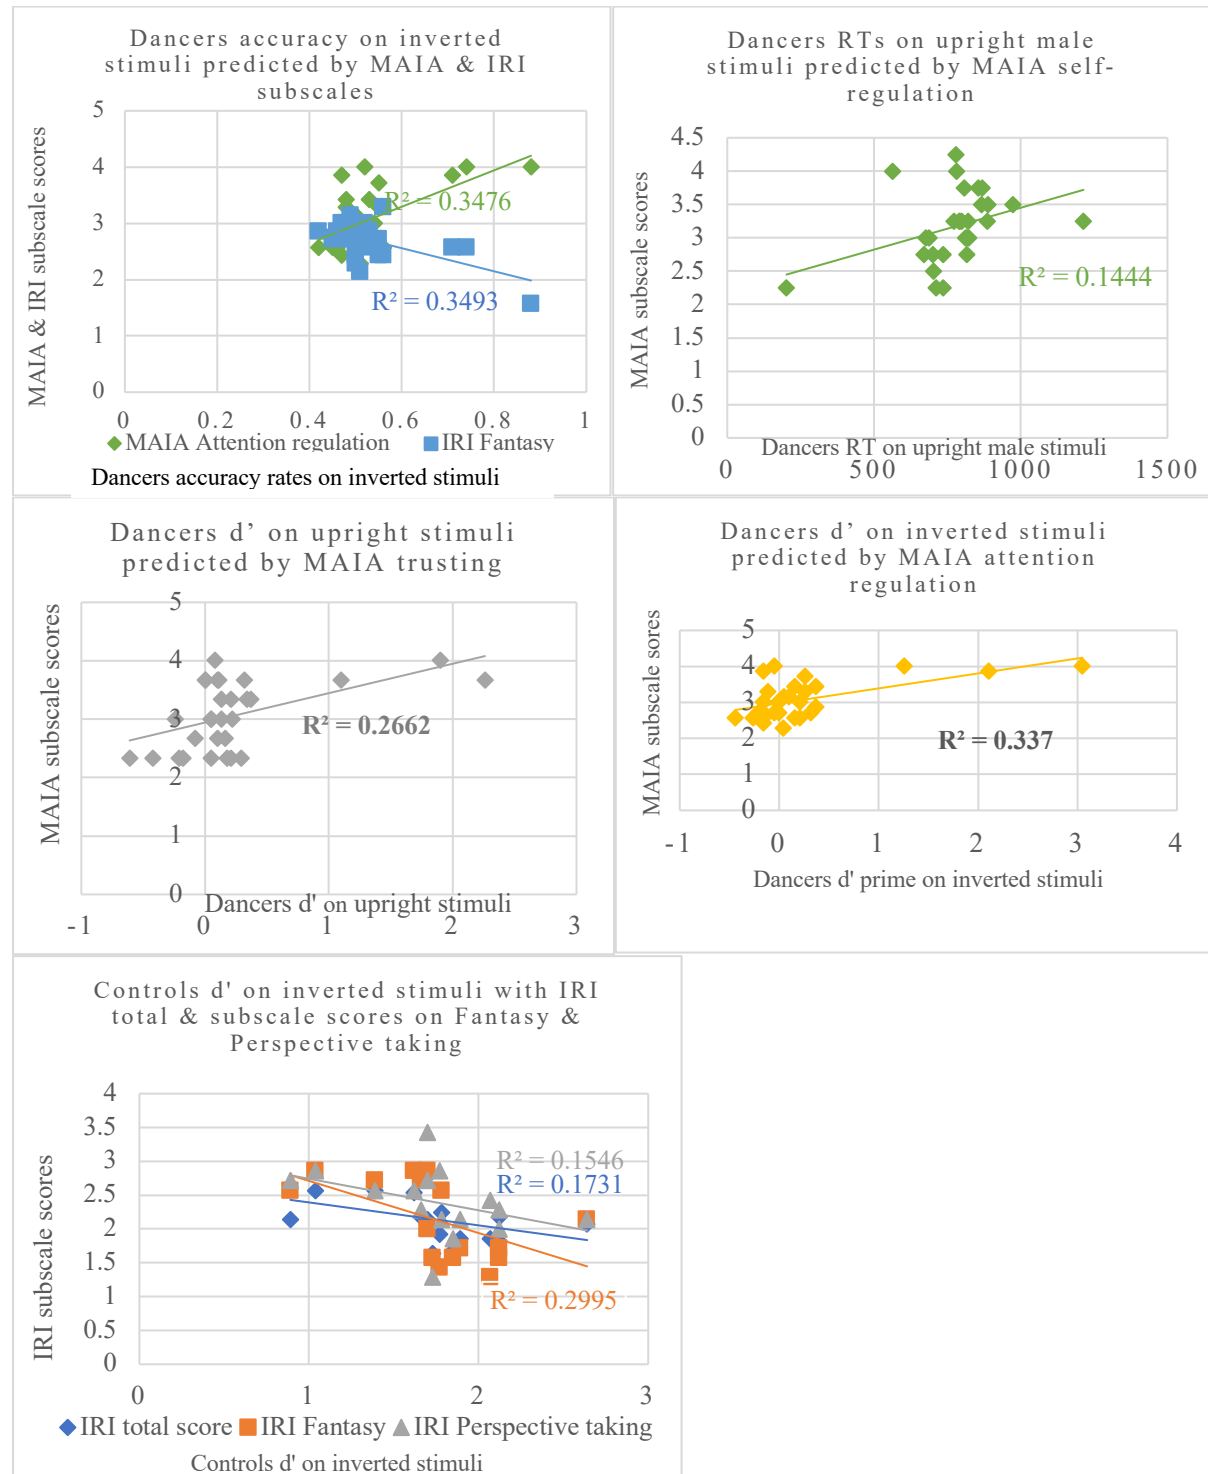 Dancers accuracy on inverted
stimuli predicted by MAIA & IRI
subscales
MAIA & IRI subscale scores
5
4
3
2
1
0
R² = 0.3476
R² = 0.3493
0 0.2 0.4 0.6 0.8 1
MAIA Attention regulation IRI Fantasy
Dancers accuracy rates on inverted stimuli
Dancers RTs on upright male
stimuli predicted by MAIA self-
regulation
MAIA subscale scores
4.5
4
3.5
3
2.5
2
1.5
1
0.5
0
R² = 0.1444
Dancers RT on upright male stimuli
0 500 1000 1500
Dancers d’ on upright stimuli
predicted by MAIA trusting
MAIA subscale scores
5
4
3
2
1
0
R² = 0.2662
Dancers d' on upright stimuli
-1 0 1 2 3
Dancers d’ on inverted stimuli
predicted by MAIA attention
regulation
MAIA subscale sores
5
4
3
2
1
0
R² = 0.337
-1 0 1 2 3 4
Dancers d' prime on inverted stimuli
Controls d' on inverted stimuli with IRI
total & subscale scores on Fantasy &
Perspective taking
IRI subscale scores
4
3.5
3
2.5
2
1.5
1
0.5
0
R² = 0.1546
R² = 0.1731
R² = 0.2995
0 1 2 3
IRI total score IRI Fantasy IRI Perspective taking
Controls d' on inverted stimuli